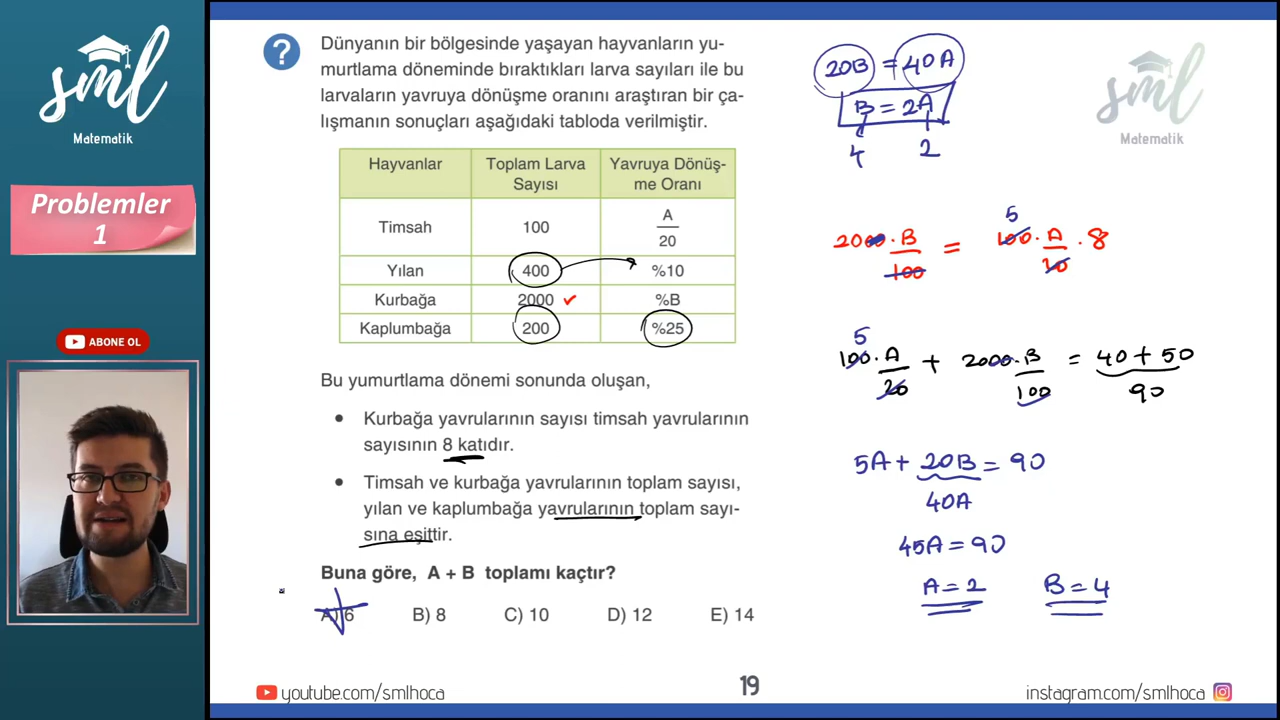 sml
Matematik
Problemler
1
ABONE OL
?
Dünyanın bir bölgesinde yaşayan hayvanların yu-
murtlama döneminde bıraktıkları larva sayıları ile bu
larvaların yavruya dönüşme oranını araştıran bir ça-
lışmanın sonuçları aşağıdaki tabloda verilmiştir.
Hayvanlar Toplam Larva Sayısı Yavruya Dönüş-me Oranı
Timsah 100 A/20
Yılan 400 %10
Kurbağa 2000 ✓ %B
Kaplumbağa 200 %25
Bu yumurtlama dönemi sonunda oluşan,
• Kurbağa yavrularının sayısı timsah yavrularının
sayısının 8 katıdır.
• Timsah ve kurbağa yavrularının toplam sayısı,
yılan ve kaplumbağa yavrularının toplam sayı-
sına eşittir.
Buna göre, A + B toplamı kaçtır?
A) 6 B) 8 C) 10 D) 12 E) 14
20B = 40A
B = 2A
4 2
5
2000 · B/100 = 100 · A/20 · 8
5
100 · A/20 + 2000 · B/100 = 40 + 50
90
5A + 20B = 90
40A
45A = 90
A = 2 B = 4
sml
Matematik
youtube.com/smlhoca
19
instagram.com/smlhoca